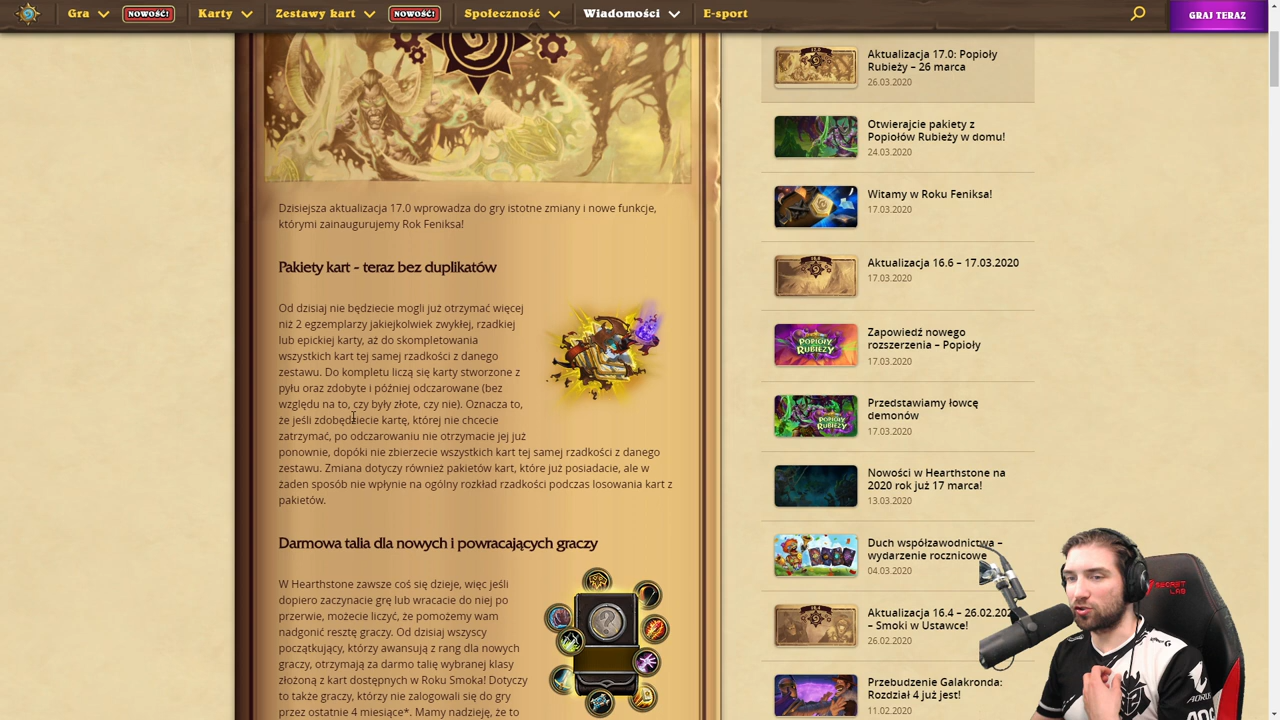 Gra
NOWOŚĆ!
Karty
Zestawy kart
NOWOŚĆ!
Społeczność
Wiadomości
E-sport
GRAJ TERAZ
Dzisiejsza aktualizacja 17.0 wprowadza do gry istotne zmiany i nowe funkcje,
którymi zainaugurujemy Rok Feniksa!
Pakiety kart - teraz bez duplikatów
Od dzisiaj nie będziecie mogli już otrzymać więcej
niż 2 egzemplarzy jakiejkolwiek zwykłej, rzadkiej
lub epickiej karty, aż do skompletowania
wszystkich kart tej samej rzadkości z danego
zestawu. Do kompletu liczą się karty stworzone z
pyłu oraz zdobyte i później odczarowane (bez
względu na to, czy były złote, czy nie). Oznacza to,
że jeśli zdobędziecie kartę, której nie chcecie
zatrzymać, po odczarowaniu nie otrzymacie jej już
ponownie, dopóki nie zbierzecie wszystkich kart tej samej rzadkości z danego
zestawu. Zmiana dotyczy również pakietów kart, które już posiadacie, ale w
żaden sposób nie wpłynie na ogólny rozkład rzadkości podczas losowania kart z
pakietów.
Darmowa talia dla nowych i powracających graczy
W Hearthstone zawsze coś się dzieje, więc jeśli
dopiero zaczynacie grę lub wracacie do niej po
przerwie, możecie liczyć, że pomożemy wam
nadgonić resztę graczy. Od dzisiaj wszyscy
początkujący, którzy awansują z rang dla nowych
graczy, otrzymają za darmo talię wybranej klasy
złożoną z kart dostępnych w Roku Smoka! Dotyczy
to także graczy, którzy nie zalogowali się do gry
przez ostatnie 4 miesiące*. Mamy nadzieję, że to
Aktualizacja 17.0: Popioły
Rubieży – 26 marca
26.03.2020
Otwierajcie pakiety z
Popiołów Rubieży w domu!
24.03.2020
Witamy w Roku Feniksa!
17.03.2020
Aktualizacja 16.6 – 17.03.2020
17.03.2020
POPIOŁY
RUBIEŻY
Zapowiedź nowego
rozszerzenia – Popioły
17.03.2020
POPIOŁY
RUBIEŻY
Przedstawiamy łowcę
demonów
17.03.2020
Nowości w Hearthstone na
2020 rok już 17 marca!
13.03.2020
Duch współzawodnictwa –
wydarzenie rocznicowe
04.03.2020
16.4
Aktualizacja 16.4 – 26.02.202
– Smoki w Ustawce!
26.02.2020
Przebudzenie Galakronda:
Rozdział 4 już jest!
11.02.2020
LAB
AORUS